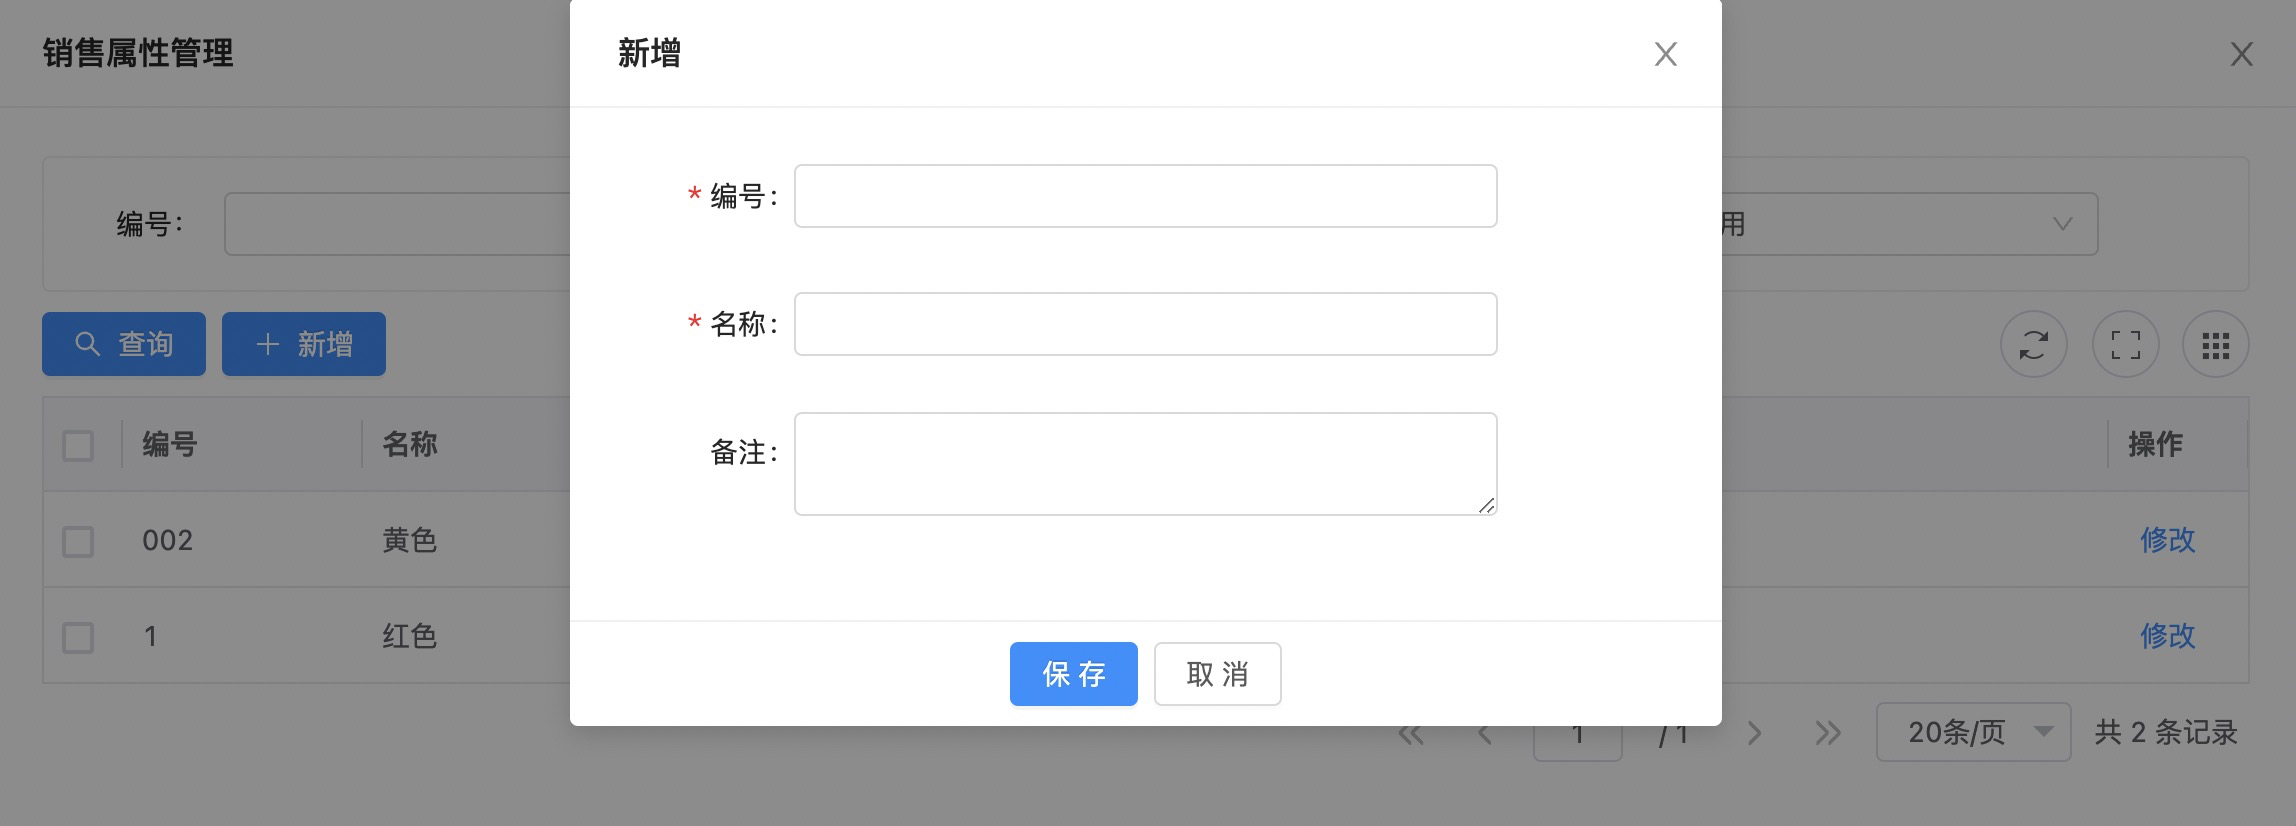 销售属性管理
新增
* 编号:
编号:
用
* 名称:
查询
新增
备注:
编号
名称
操作
002
黄色
修改
1
红色
修改
保存
取消
1
/ 1
20条/页
共 2 条记录